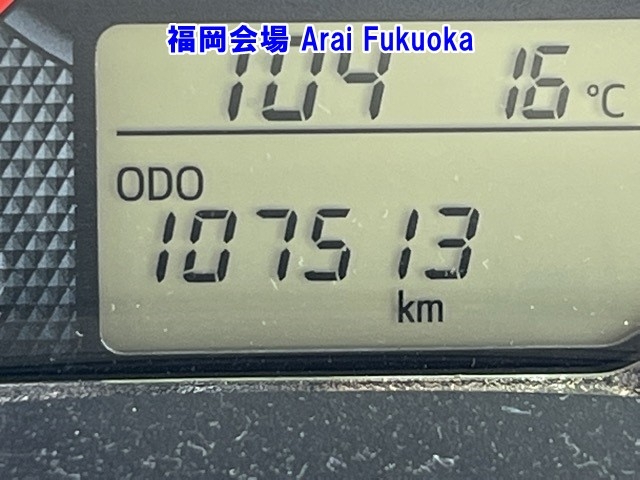 福岡会場 Arai Fukuoka
104 16 °C
ODO
107513
km